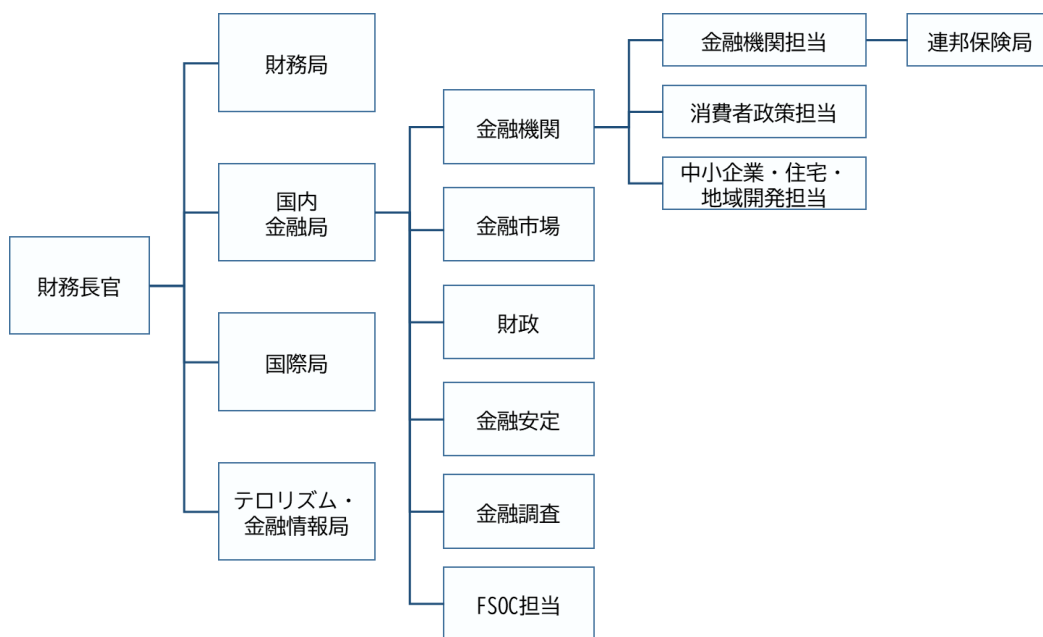 財務長官
財務局
国内
金融局
国際局
テロリズム・
金融情報局
金融機関
金融市場
財政
金融安定
金融調査
FSOC担当
金融機関担当
消費者政策担当
中小企業・住宅・
地域開発担当
連邦保険局